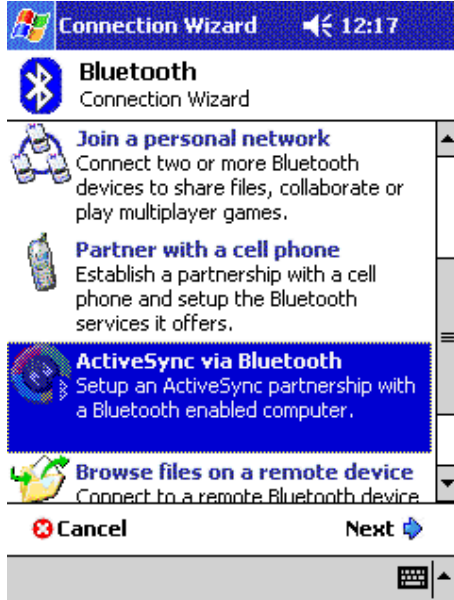 Connection Wizard 12:17
Bluetooth
Connection Wizard
Join a personal network
Connect two or more Bluetooth
devices to share files, collaborate or
play multiplayer games.
Partner with a cell phone
Establish a partnership with a cell
phone and setup the Bluetooth
services it offers.
ActiveSync via Bluetooth
Setup an ActiveSync partnership with
a Bluetooth enabled computer.
Browse files on a remote device
Connect to a remote Bluetooth device
Cancel Next